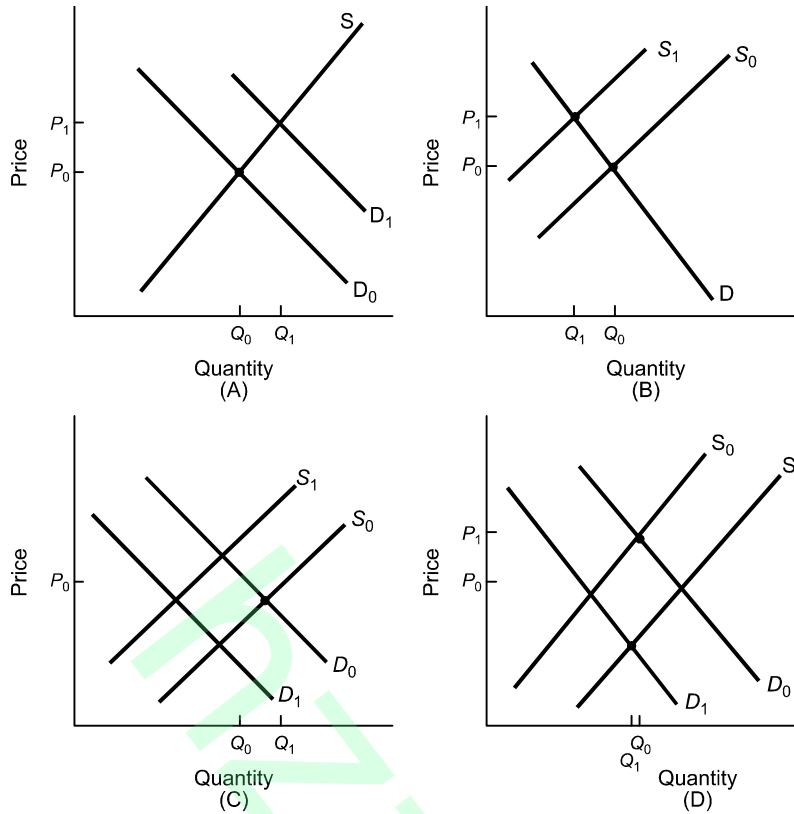 S
P1
P0
Price
D1
D0
Q0 Q1
Quantity
(A)
S1
S0
P1
P0
Price
D
Q1 Q0
Quantity
(B)
S1
S0
Price
P0
D0
D1
Q0 Q1
Quantity
(C)
S0
S
P1
P0
Price
D0
D1
Q0
Q1
Quantity
(D)